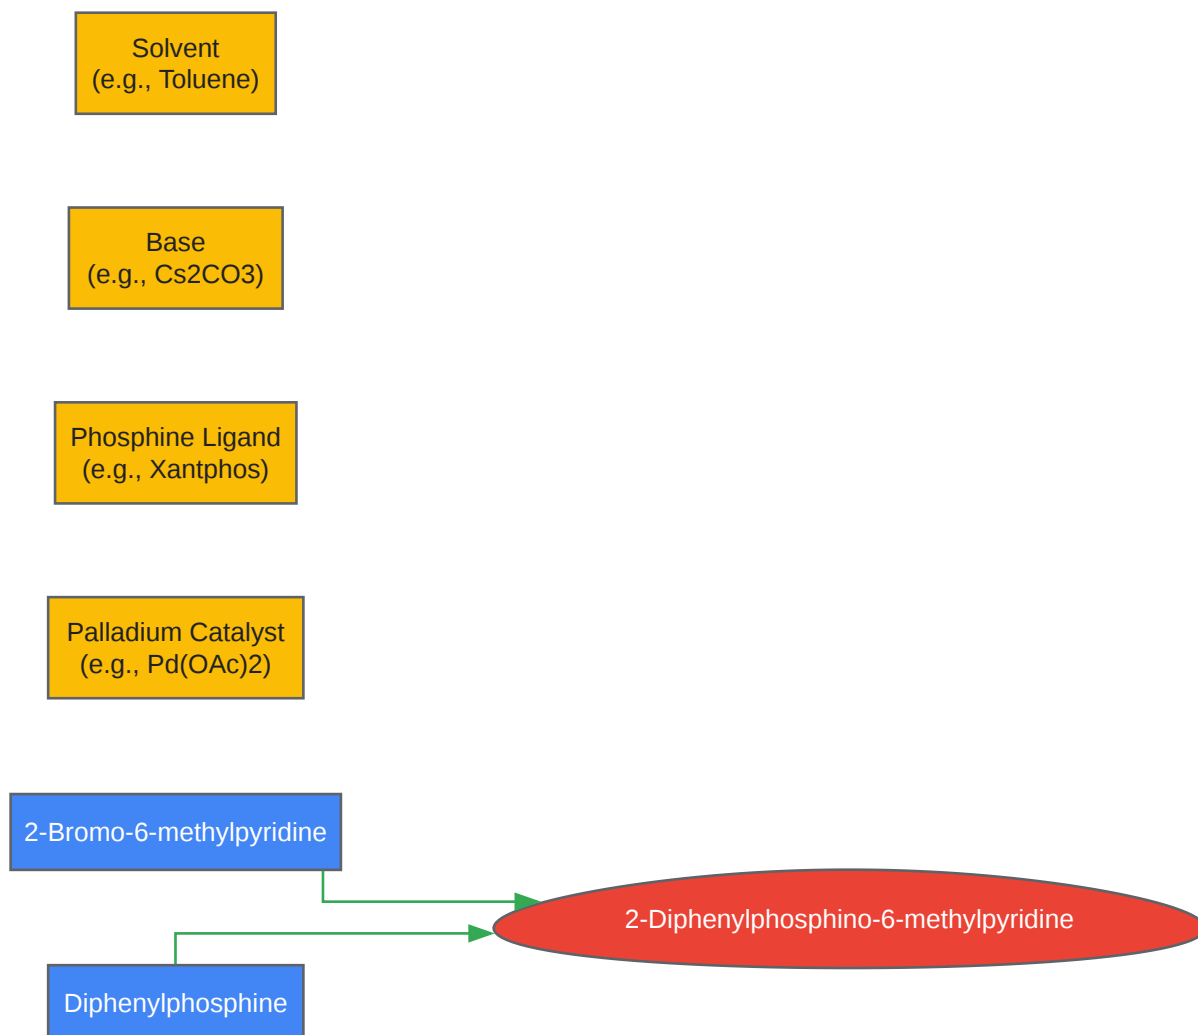 Solvent
(e.g., Toluene)
Base
(e.g., Cs2CO3)
Phosphine Ligand
(e.g., Xantphos)
Palladium Catalyst
(e.g., Pd(OAc)2)
2-Bromo-6-methylpyridine
2-Diphenylphosphino-6-methylpyridine
Diphenylphosphine